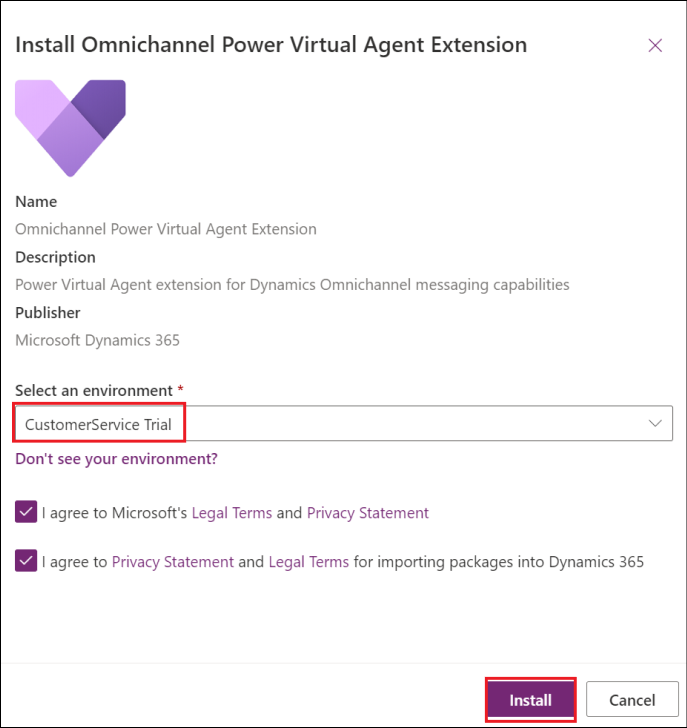 Install Omnichannel Power Virtual Agent Extension
Name
Omnichannel Power Virtual Agent Extension
Description
Power Virtual Agent extension for Dynamics Omnichannel messaging capabilities
Publisher
Microsoft Dynamics 365
Select an environment *
CustomerService Trial
Don't see your environment?
I agree to Microsoft's Legal Terms and Privacy Statement
I agree to Privacy Statement and Legal Terms for importing packages into Dynamics 365
Install Cancel